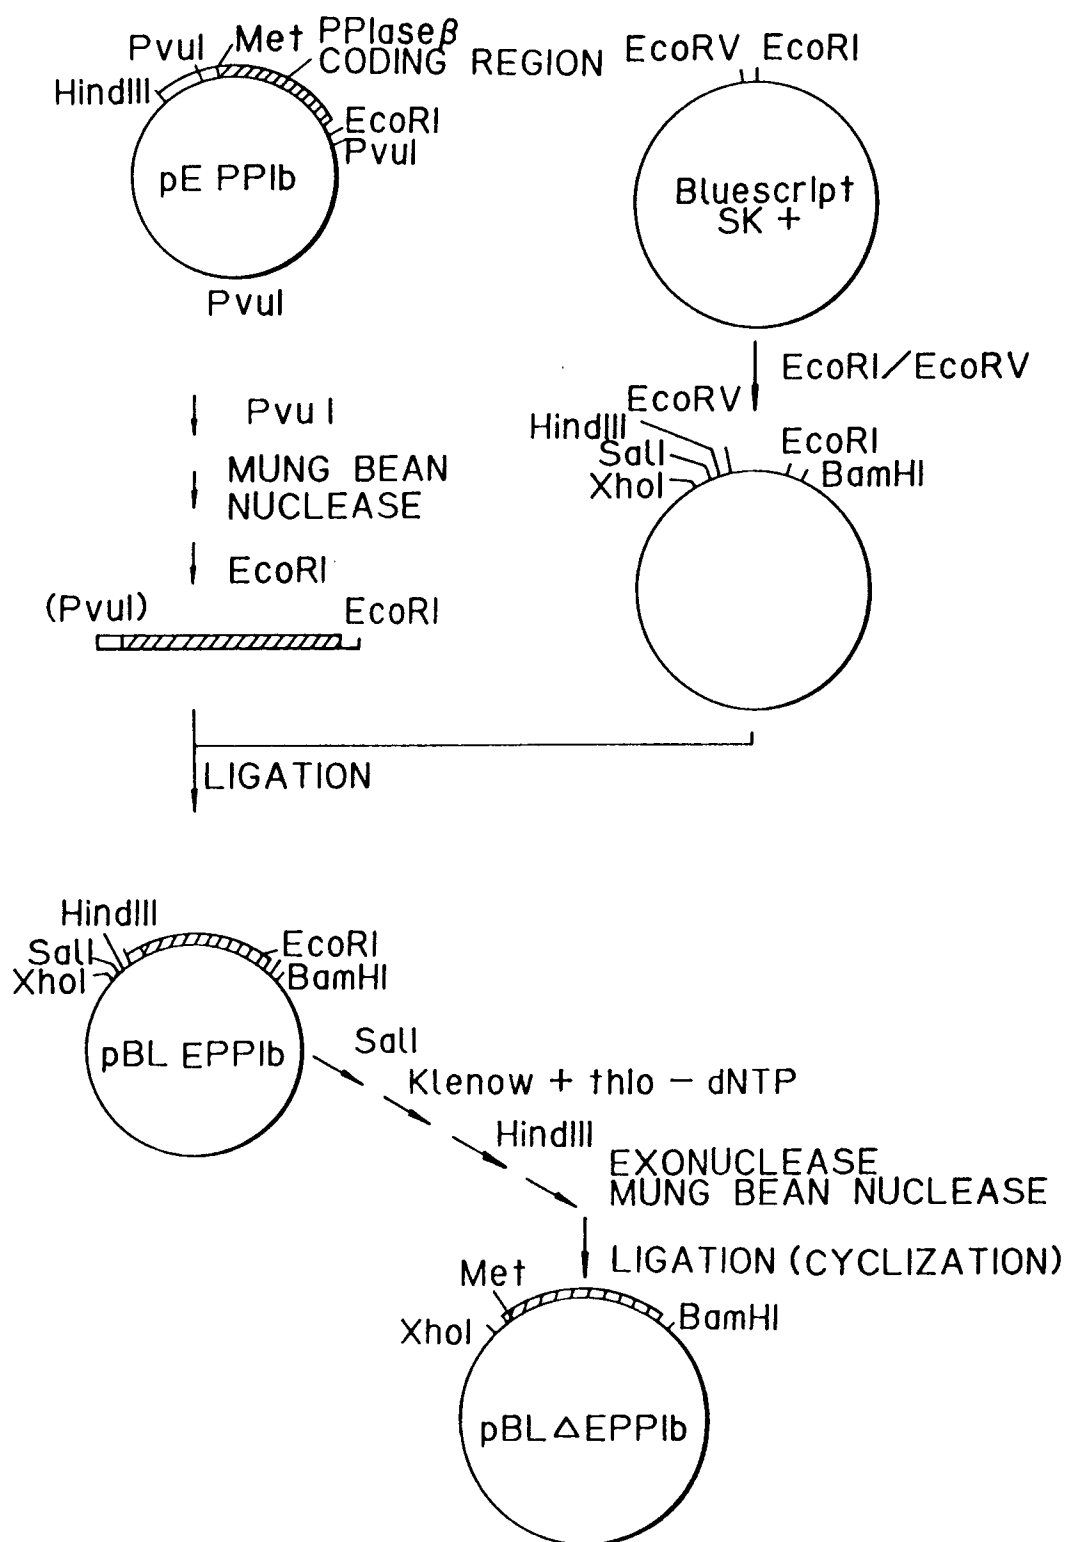 PvuI
Met
PPIaseβ
CODING REGION
HindIII
EcoRI
PvuI
pE PPIb
PvuI
EcoRV
EcoRI
Bluescript
SK +
EcoRI/EcoRV
Pvu I
MUNG BEAN
NUCLEASE
EcoRI
(PvuI)
EcoRI
EcoRV
HindIII
SalI
XhoI
EcoRI
BamHI
LIGATION
HindIII
SalI
XhoI
EcoRI
BamHI
pBL EPPIb
SalI
Klenow + thio - dNTP
HindIII
EXONUCLEASE
MUNG BEAN NUCLEASE
LIGATION (CYCLIZATION)
Met
XhoI
BamHI
pBL △ EPPIb